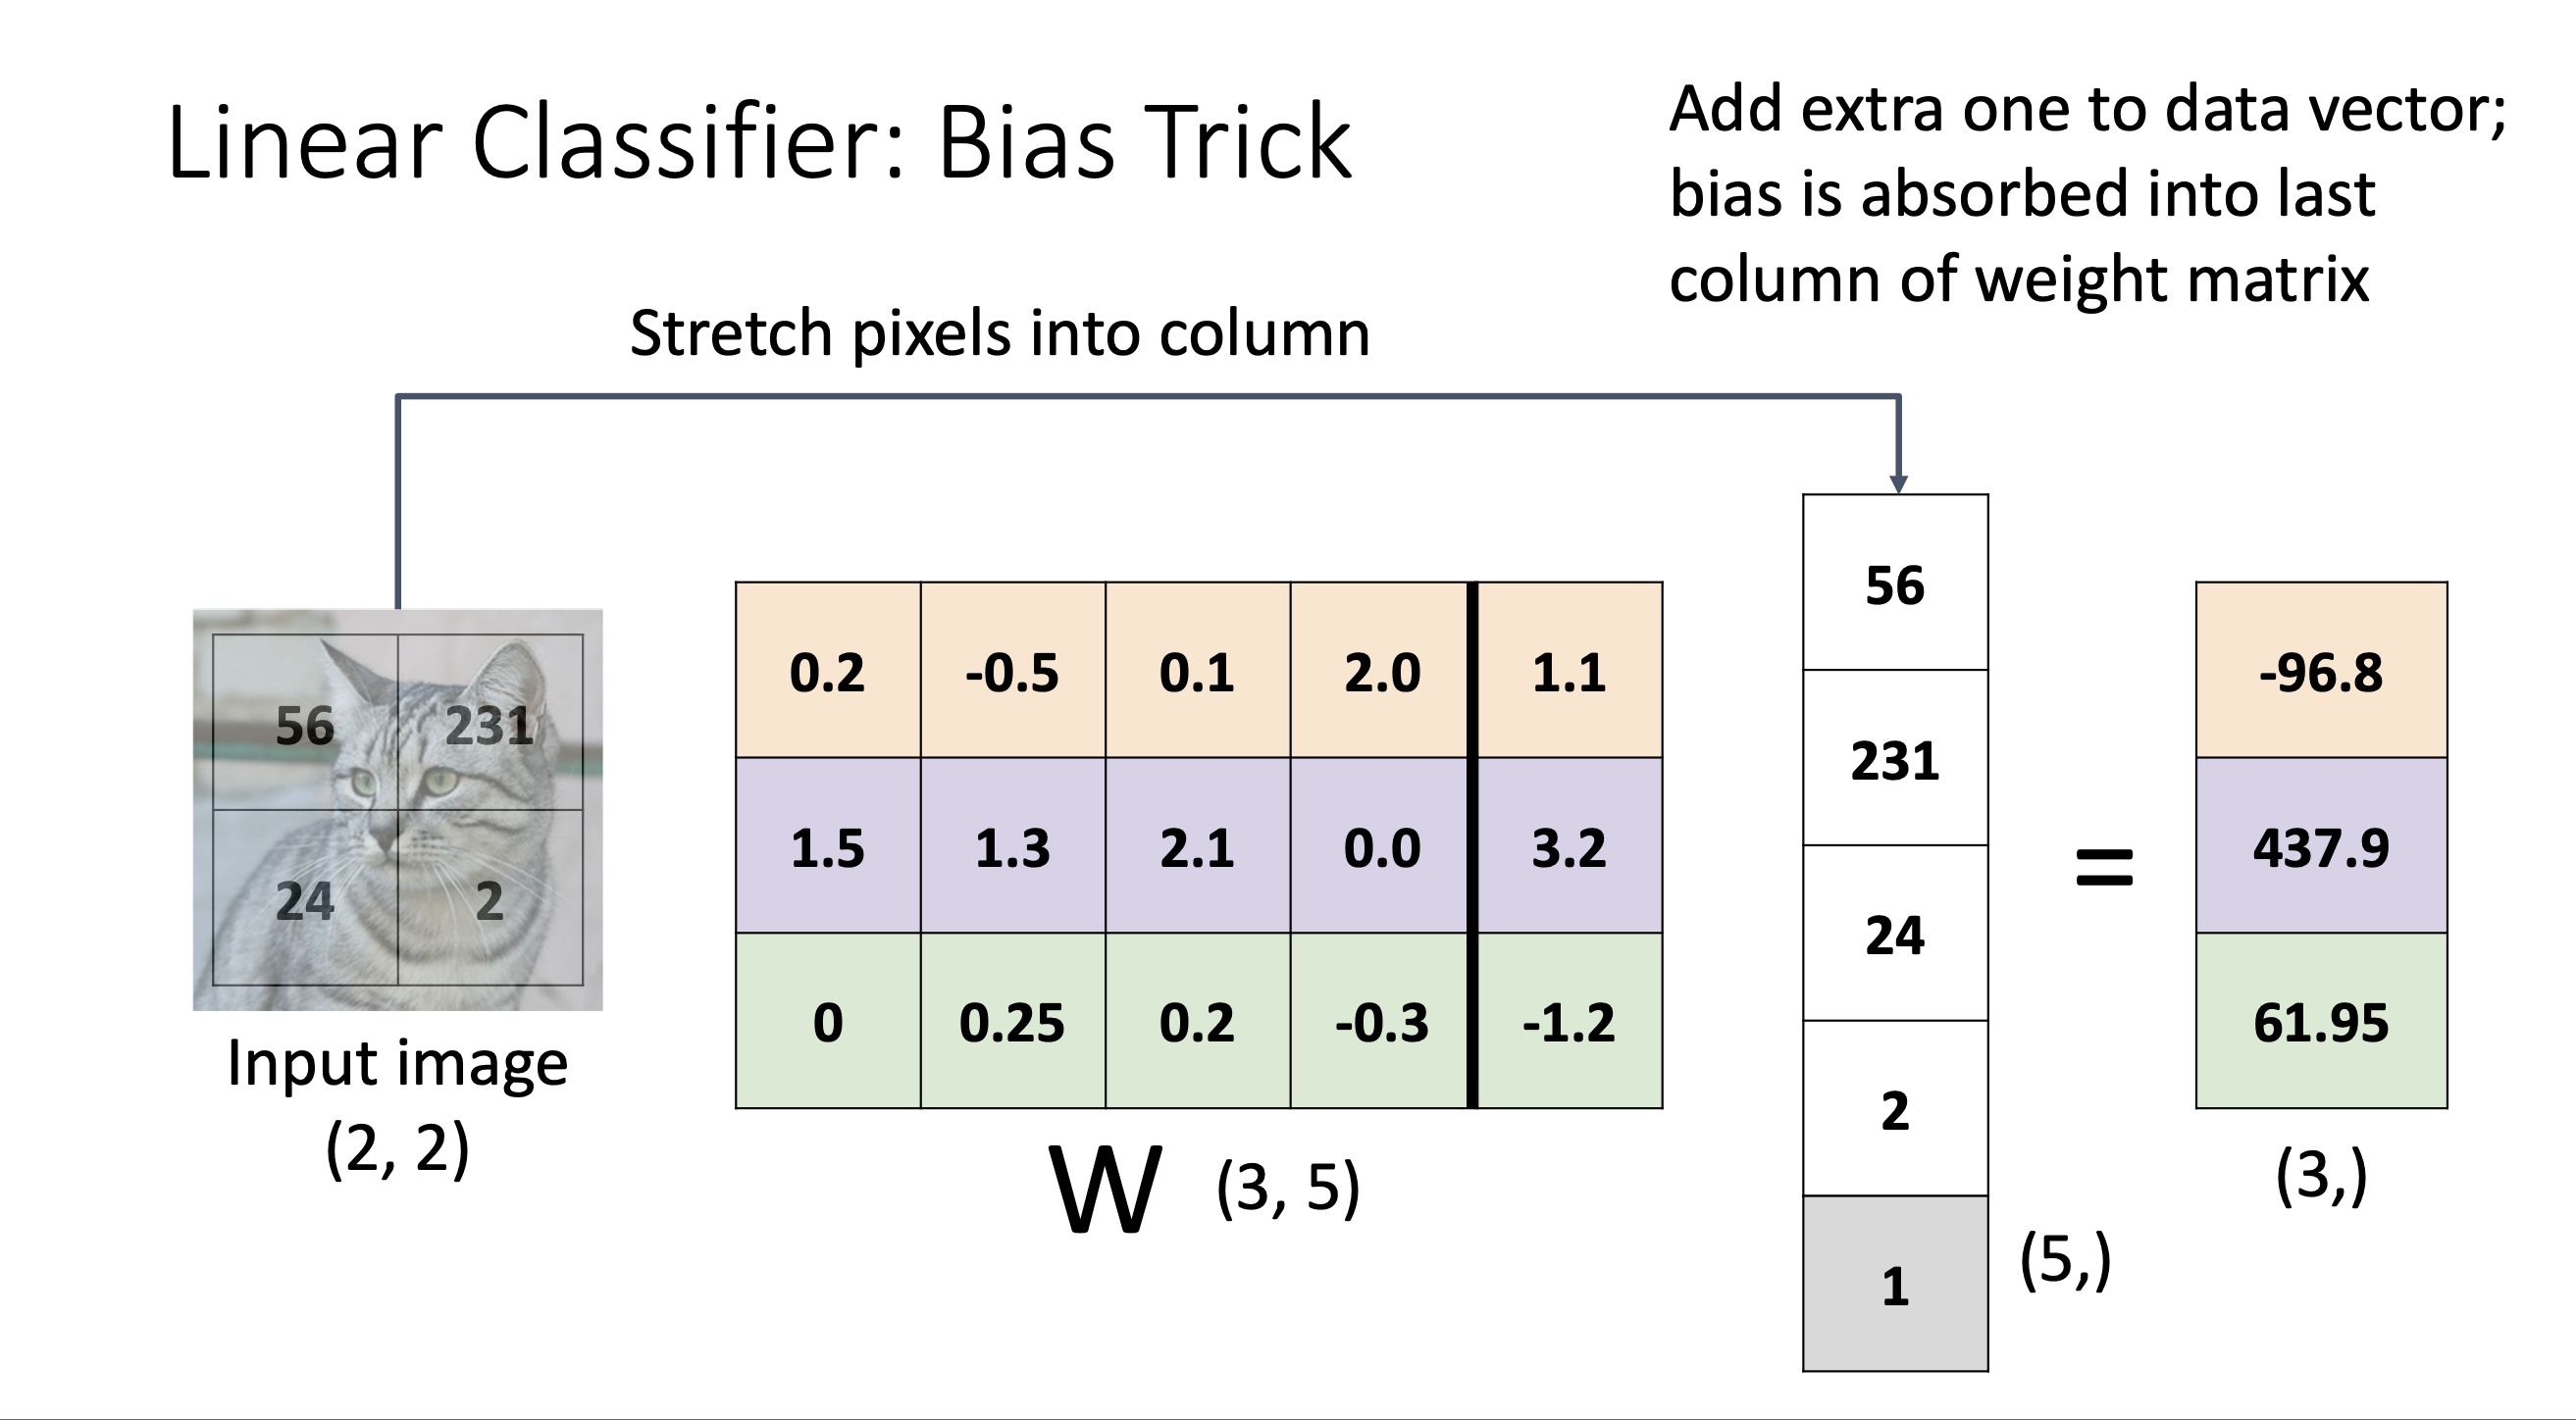 Linear Classifier: Bias Trick
Add extra one to data vector;
bias is absorbed into last
column of weight matrix
Stretch pixels into column
56 231
24 2
Input image
(2, 2)
0.2 -0.5 0.1 2.0 1.1
1.5 1.3 2.1 0.0 3.2
0 0.25 0.2 -0.3 -1.2
W (3, 5)
56
231
24
2
1
(5,)
=
-96.8
437.9
61.95
(3,)